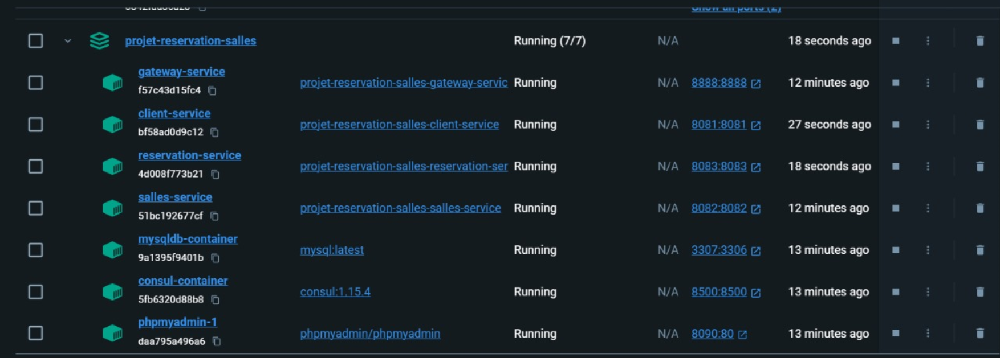 Show all ports (2)
projet-reservation-salles Running (7/7) N/A 18 seconds ago
gateway-service
f57c43d15fc4 projet-reservation-salles-gateway-servic Running N/A 8888:8888 12 minutes ago
client-service
bf58ad0d9c12 projet-reservation-salles-client-service Running N/A 8081:8081 27 seconds ago
reservation-service
4d008f773b21 projet-reservation-salles-reservation-ser Running N/A 8083:8083 18 seconds ago
salles-service
51bc192677cf projet-reservation-salles-salles-service Running N/A 8082:8082 12 minutes ago
mysqldb-container
9a1395f9401b mysql:latest Running N/A 3307:3306 13 minutes ago
consul-container
5fb6320d88b8 consul:1.15.4 Running N/A 8500:8500 13 minutes ago
phpmyadmin-1
daa795a496a6 phpmyadmin/phpmyadmin Running N/A 8090:80 13 minutes ago